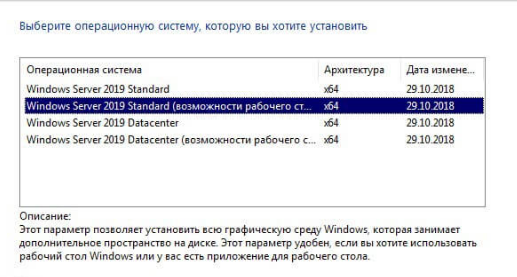 Выберите операционную систему, которую вы хотите установить
Операционная система Архитектура Дата измене...
Windows Server 2019 Standard x64 29.10.2018
Windows Server 2019 Standard (возможности рабочего ст... x64 29.10.2018
Windows Server 2019 Datacenter x64 29.10.2018
Windows Server 2019 Datacenter (возможности рабочего с... x64 29.10.2018
Описание:
Этот параметр позволяет установить всю графическую среду Windows, которая занимает
дополнительное пространство на диске. Этот параметр удобен, если вы хотите использовать
рабочий стол Windows или у вас есть приложение для рабочего стола.